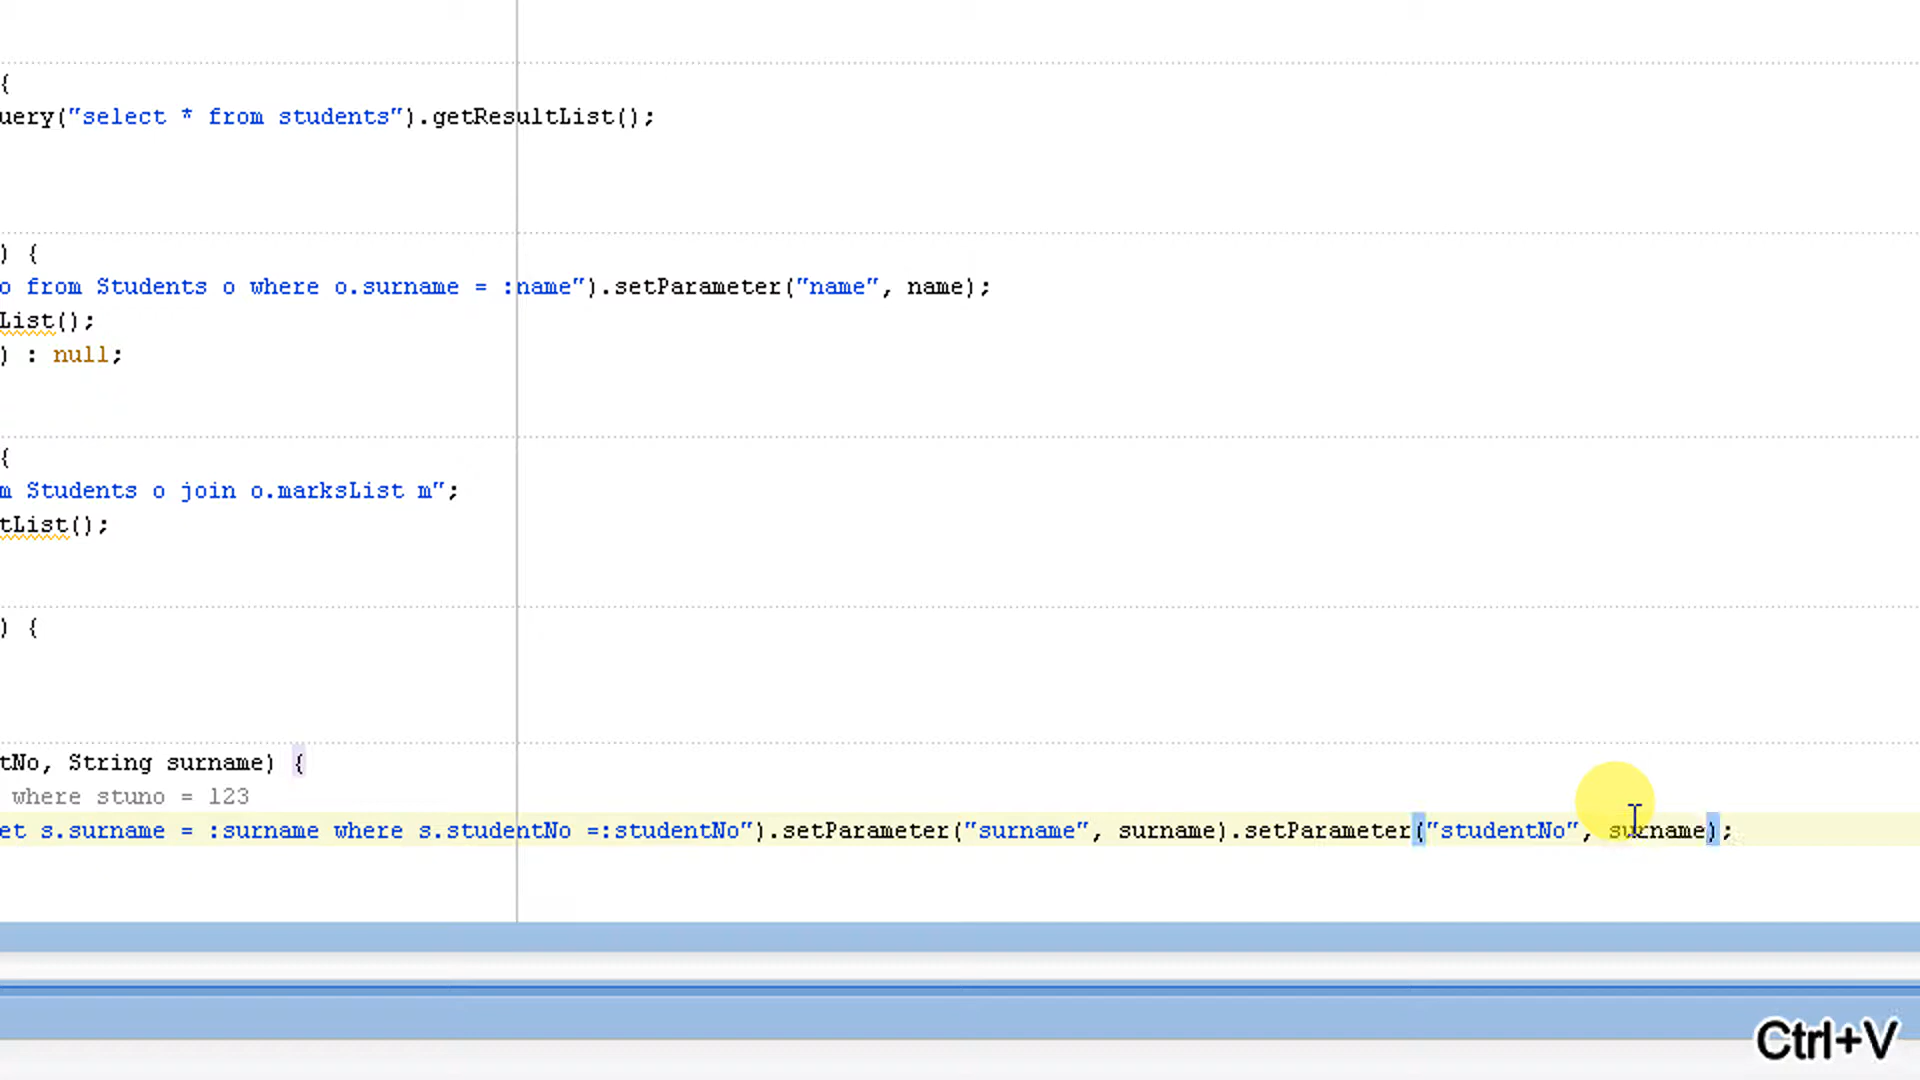 {
uery("select * from students").getResultList();
) {
o from Students o where o.surname = :name").setParameter("name", name);
List();
) : null;
{
m Students o join o.marksList m";
tList();
) {
tNo, String surname) {
where stuno = 123
et s.surname = :surname where s.studentNo =:studentNo").setParameter("surname", surname).setParameter("studentNo", surname);
Ctrl+V